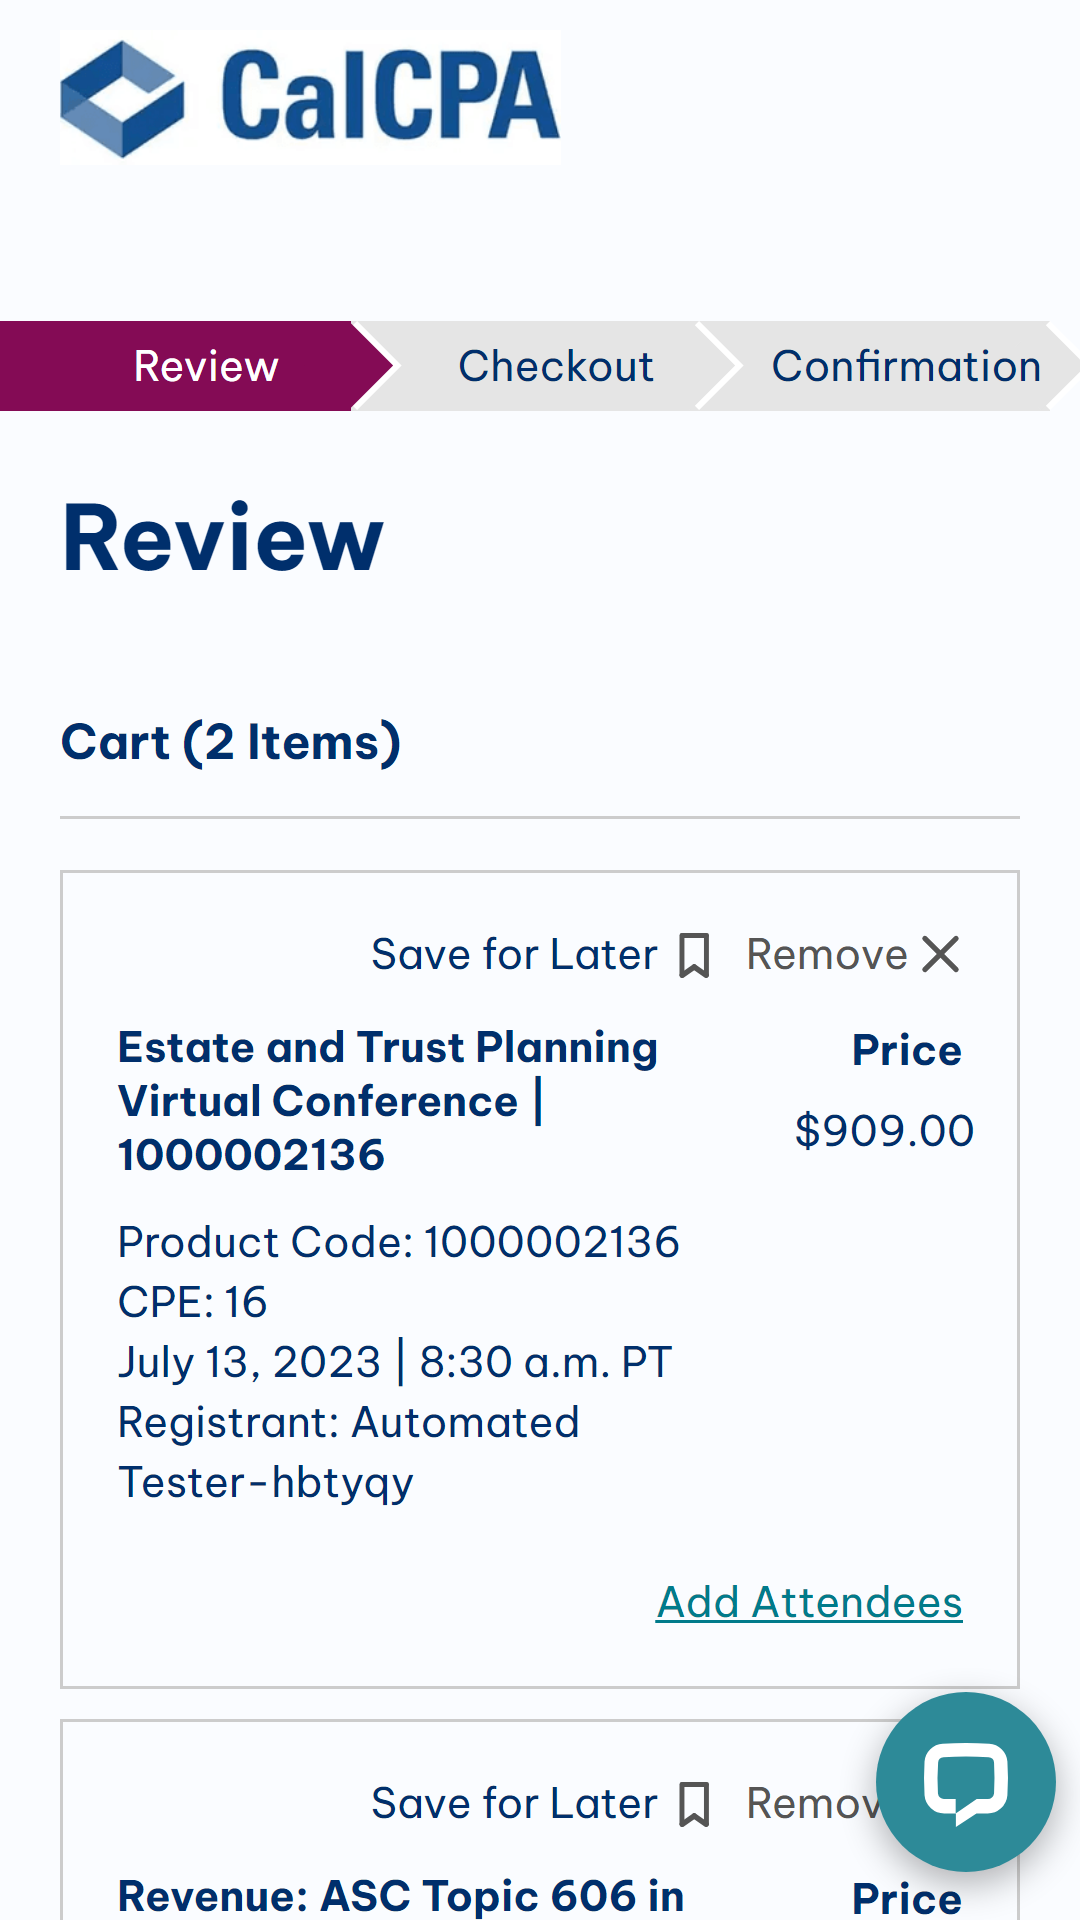 CalCPA
Review
Checkout
Confirmation
Review
Cart (2 Items)
Save for Later
Remove
Estate and Trust Planning
Virtual Conference |
1000002136
Price
$909.00
Product Code: 1000002136
CPE: 16
July 13, 2023 | 8:30 a.m. PT
Registrant: Automated
Tester-hbtyqy
Add Attendees
Save for Later
Revenue: ASC Topic 606 in
Price